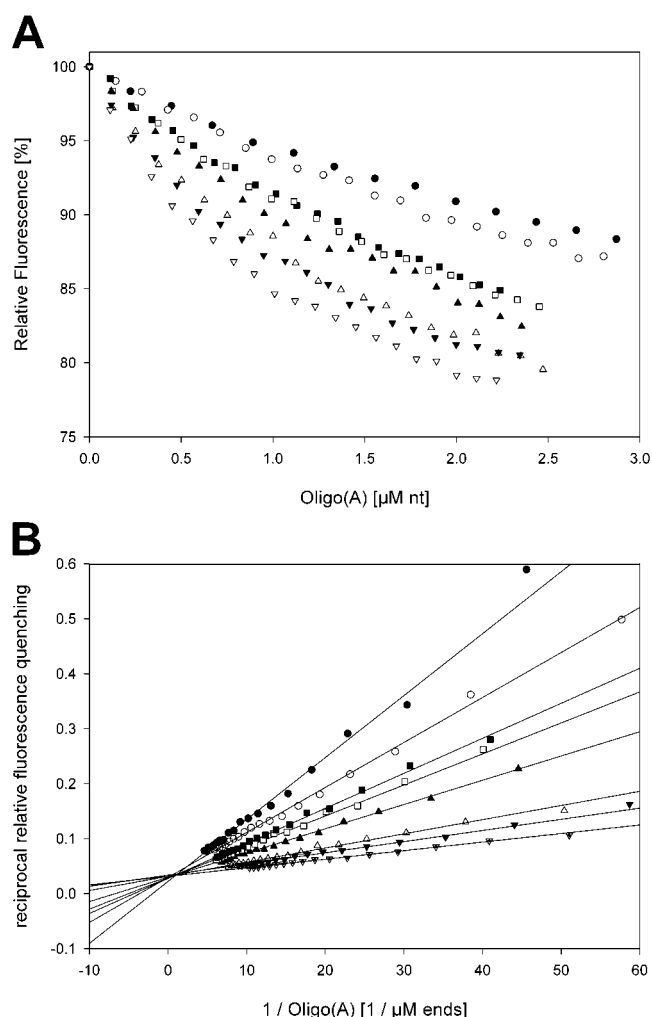 A
Relative Fluorescence [%]
100
95
90
85
80
75
0.0 0.5 1.0 1.5 2.0 2.5 3.0
Oligo(A) [µM nt]
B
reciprocal relative fluorescence quenching
0.6
0.5
0.4
0.3
0.2
0.1
0.0
-0.1
-10 0 10 20 30 40 50 60
1 / Oligo(A) [1 / µM ends]